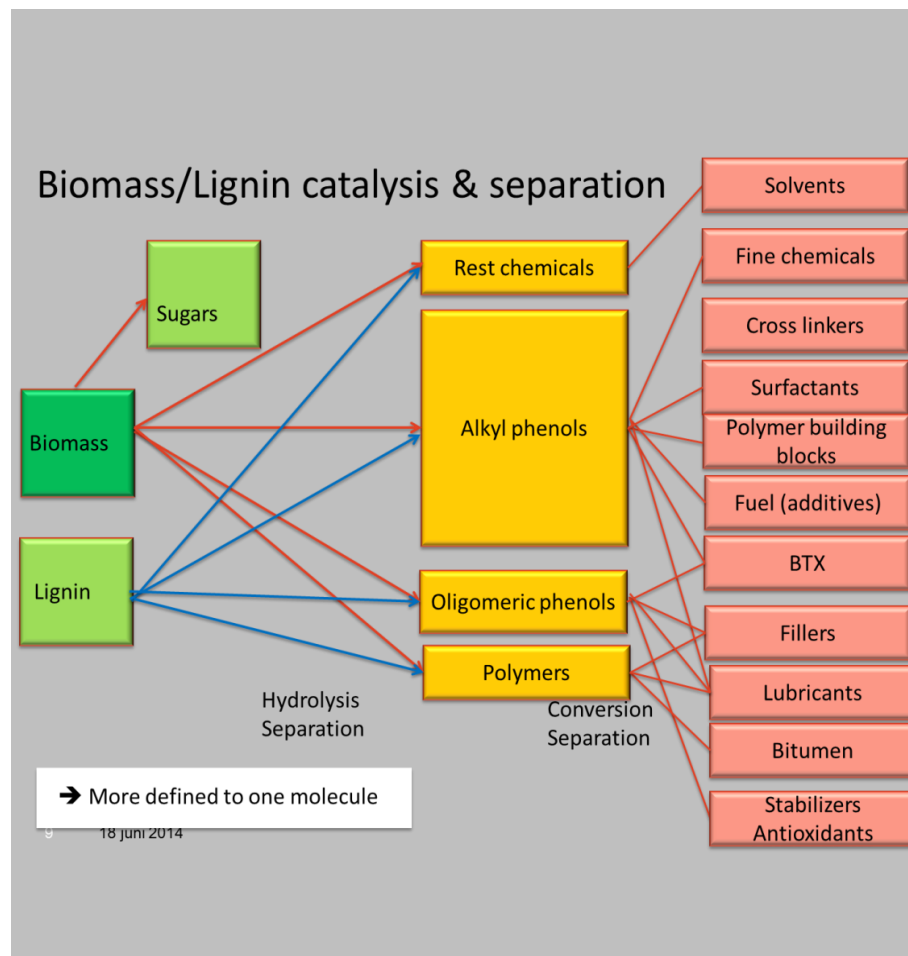 Biomass/Lignin catalysis & separation
Sugars
Biomass
Lignin
Rest chemicals
Alkyl phenols
Oligomeric phenols
Polymers
Hydrolysis
Separation
Conversion
Separation
Solvents
Fine chemicals
Cross linkers
Surfactants
Polymer building
blocks
Fuel (additives)
BTX
Fillers
Lubricants
Bitumen
Stabilizers
Antioxidants
➔ More defined to one molecule
9 18 juni 2014